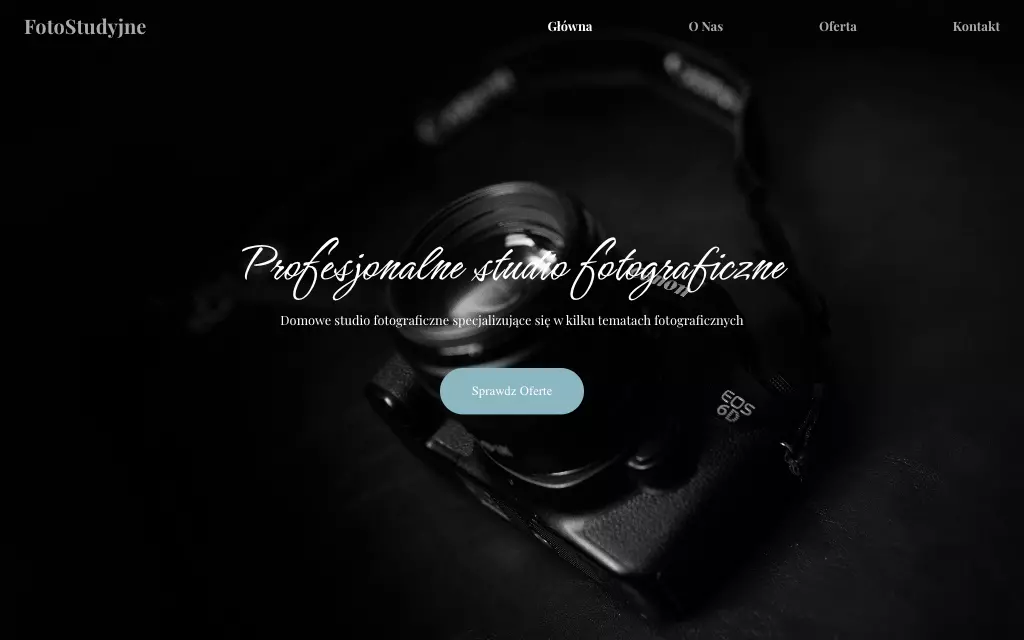 FotoStudyjne
Główna
O Nas
Oferta
Kontakt
Profesjonalne studio fotograficzne
Domowe studio fotograficzne specjalizujące się w kilku tematach fotograficznych
Sprawdz Oferte
EOS
6D